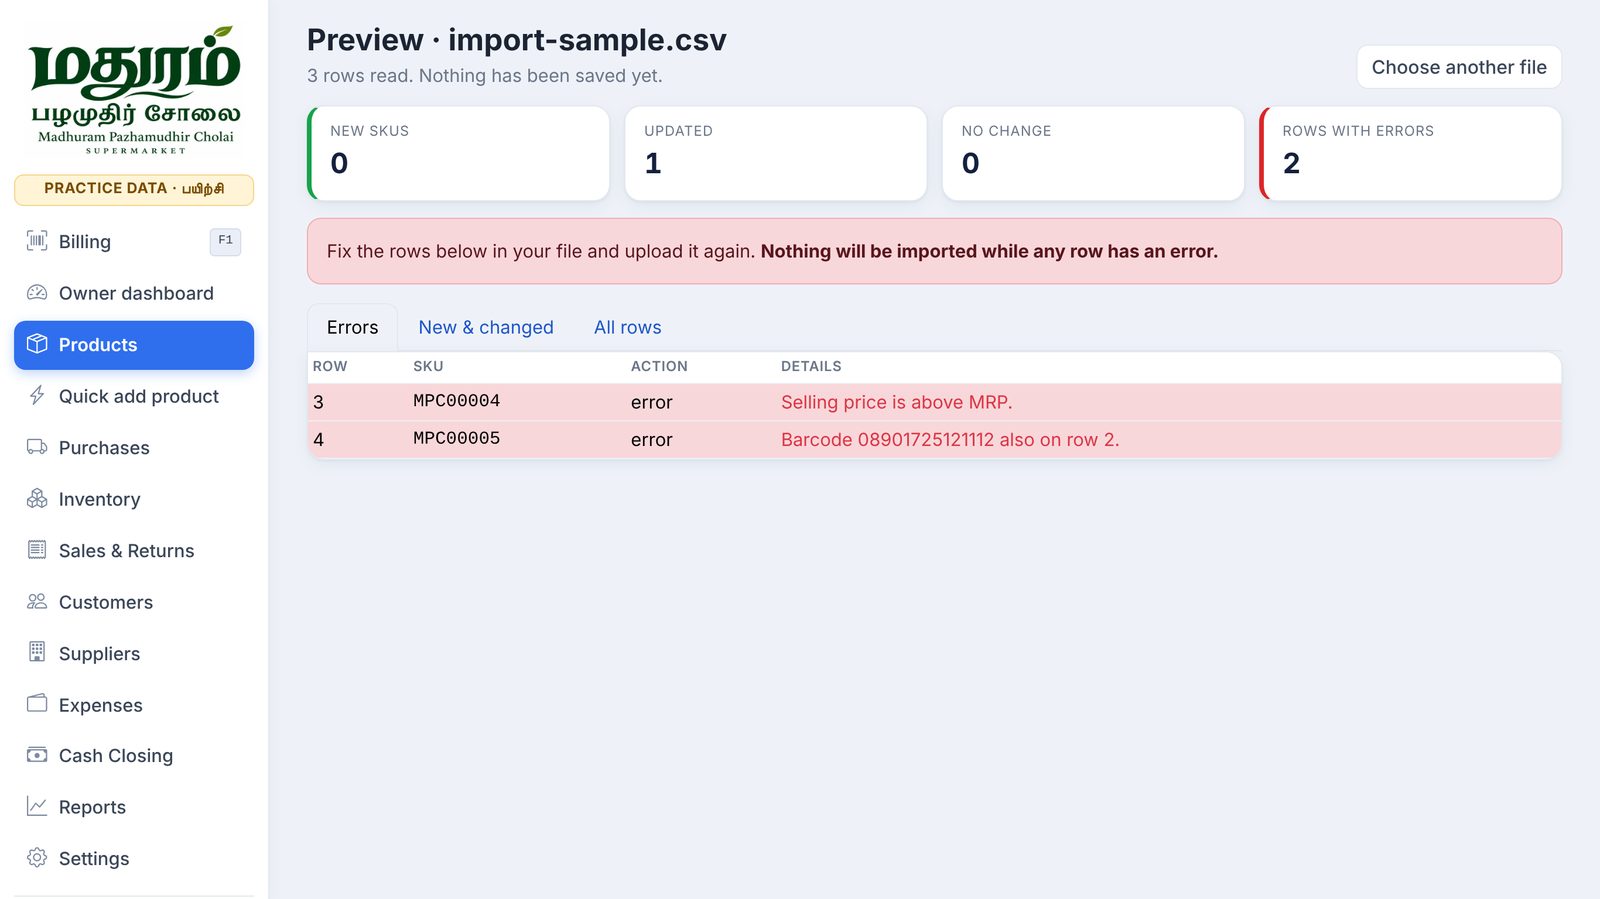 மதுரம்
பழமுதிர் சோலை
Madhuram Pazhamudhir Cholai
SUPERMARKET
PRACTICE DATA · பயிற்சி
Billing F1
Owner dashboard
Products
Quick add product
Purchases
Inventory
Sales & Returns
Customers
Suppliers
Expenses
Cash Closing
Reports
Settings
Preview · import-sample.csv
3 rows read. Nothing has been saved yet.
Choose another file
NEW SKUS
0
UPDATED
1
NO CHANGE
0
ROWS WITH ERRORS
2
Fix the rows below in your file and upload it again. Nothing will be imported while any row has an error.
Errors New & changed All rows
ROW SKU ACTION DETAILS
3 MPC00004 error Selling price is above MRP.
4 MPC00005 error Barcode 08901725121112 also on row 2.